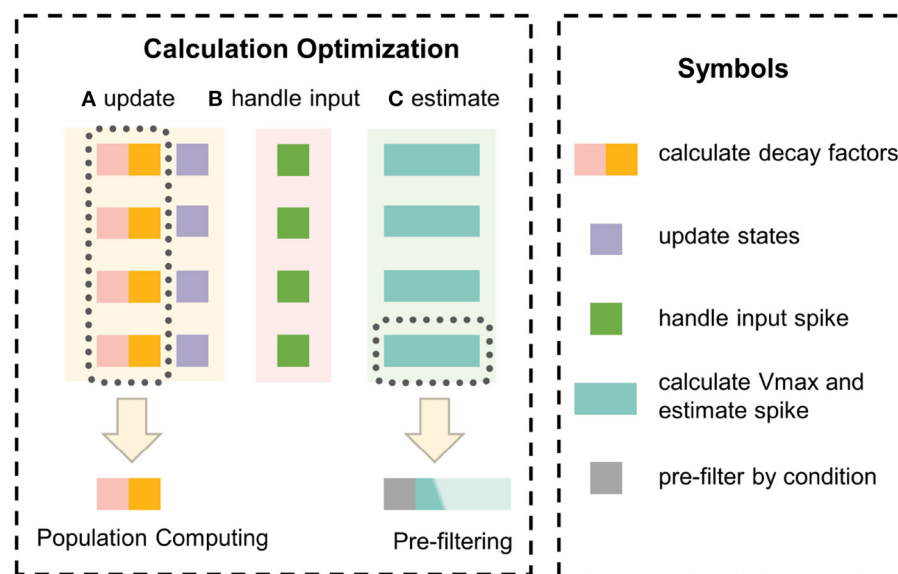 Calculation Optimization
A update
B handle input
C estimate
Population Computing
Pre-filtering
Symbols
calculate decay factors
update states
handle input spike
calculate Vmax and
estimate spike
pre-filter by condition